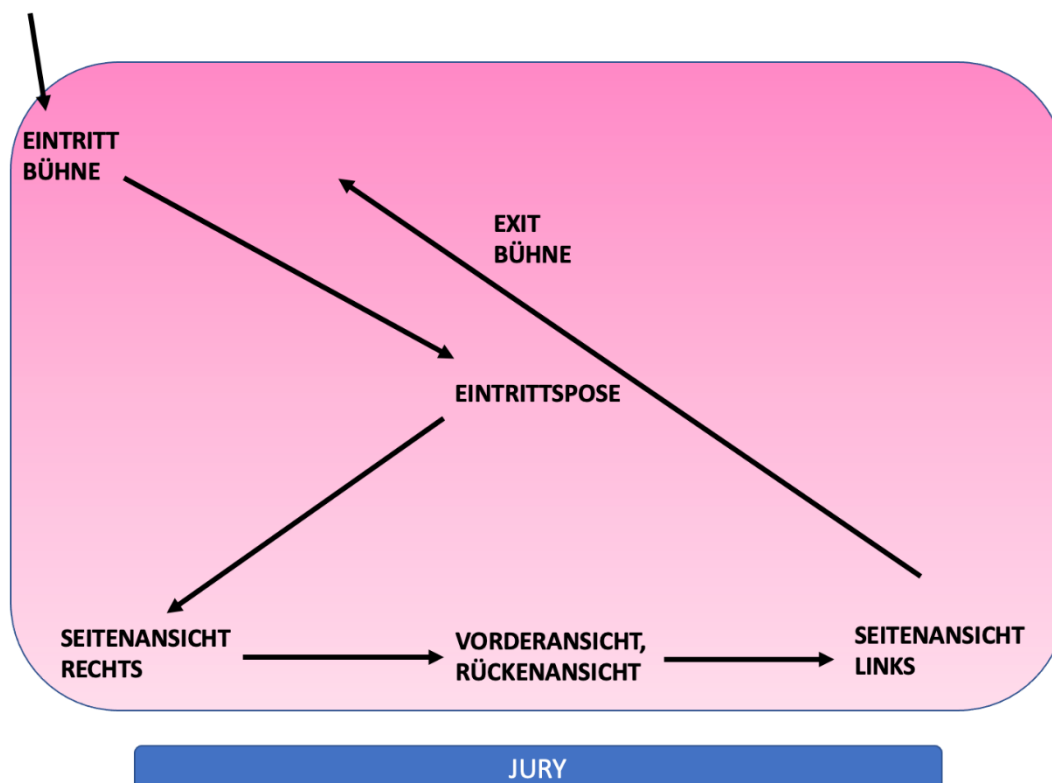 EINTRITT
BÜHNE
EXIT
BÜHNE
EINTRITTSPOSE
SEITENANSICHT
RECHTS
VORDERANSICHT,
RÜCKENANSICHT
SEITENANSICHT
LINKS
JURY